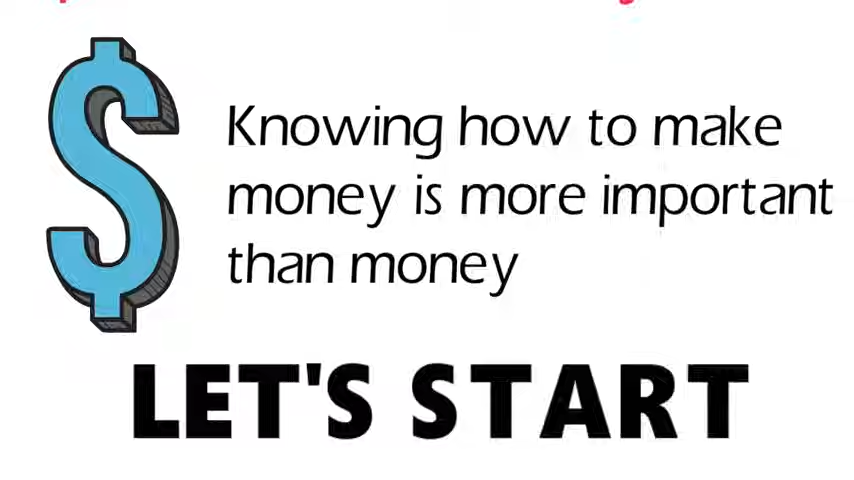 Knowing how to make
money is more important
than money
LET'S START